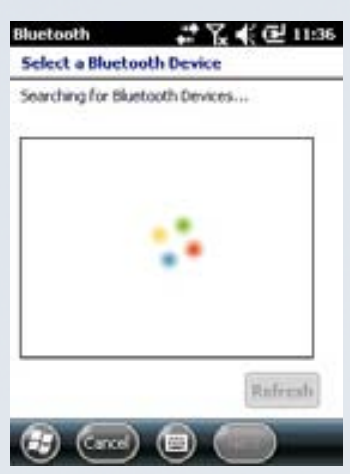 Bluetooth 11:36
Select a Bluetooth Device
Searching for Bluetooth Devices...
Refresh
Cancel